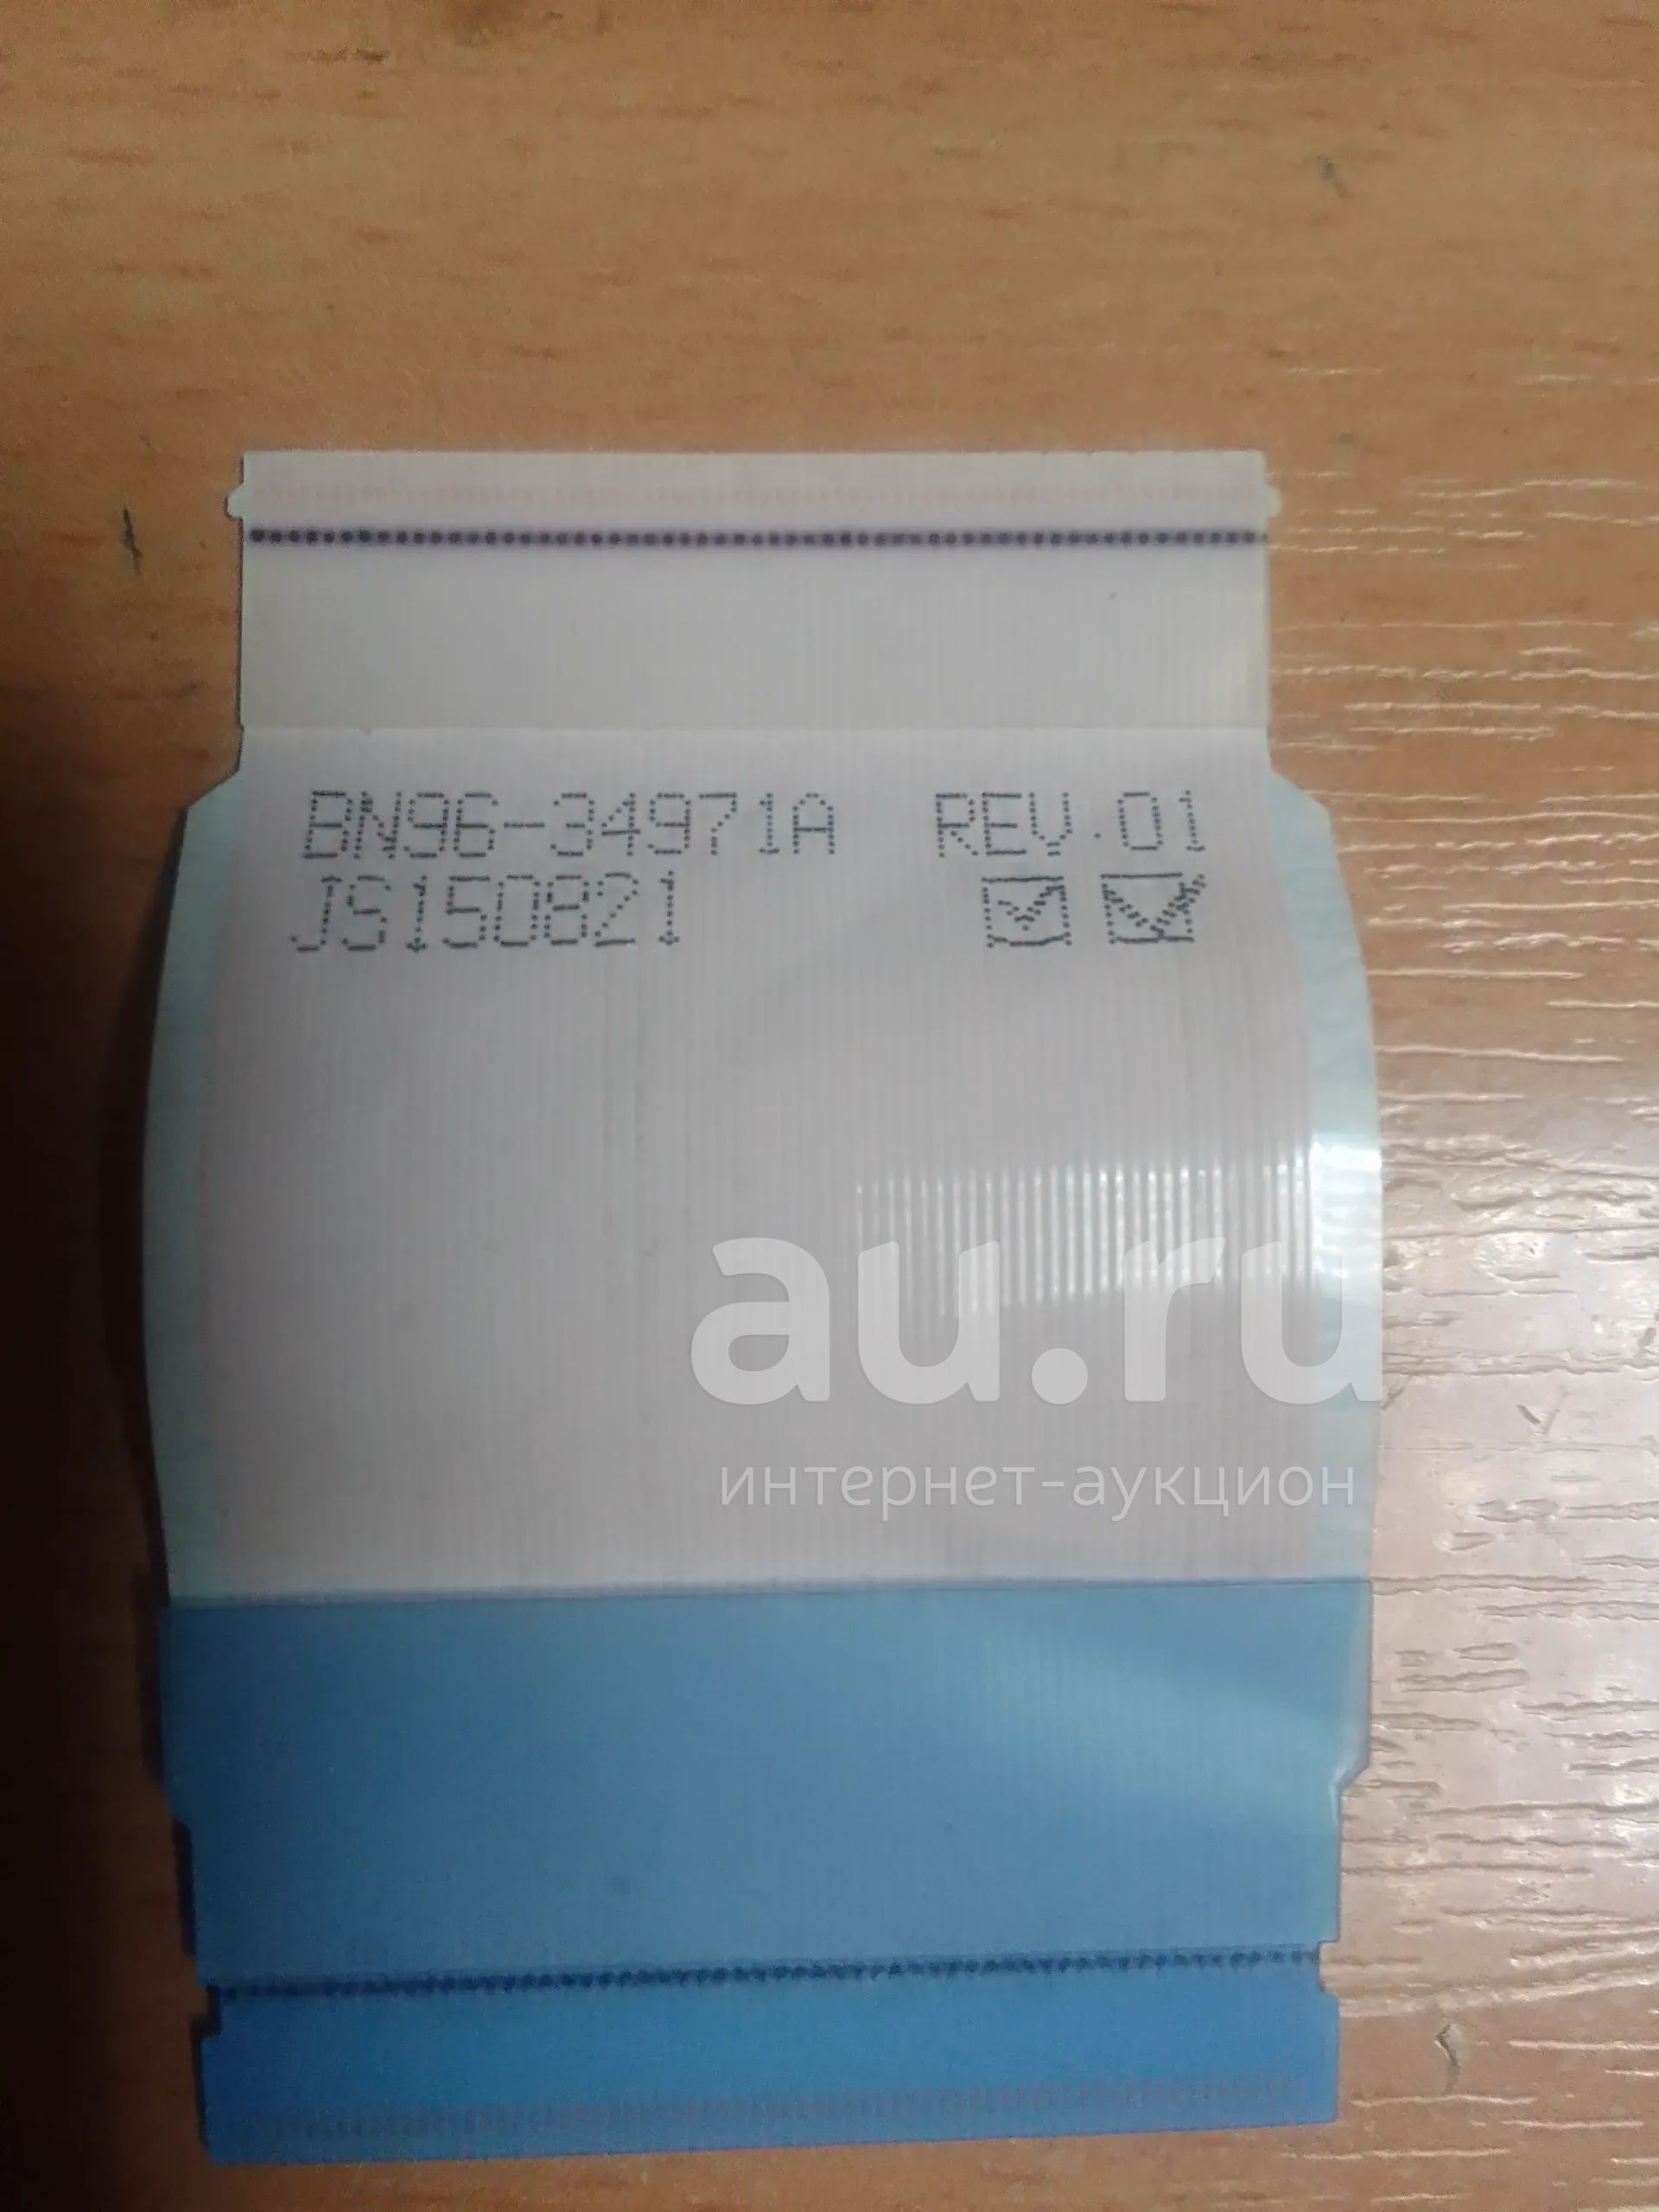 BN96-34971A REV.01
JS150821
au.ru
интернет-аукцион